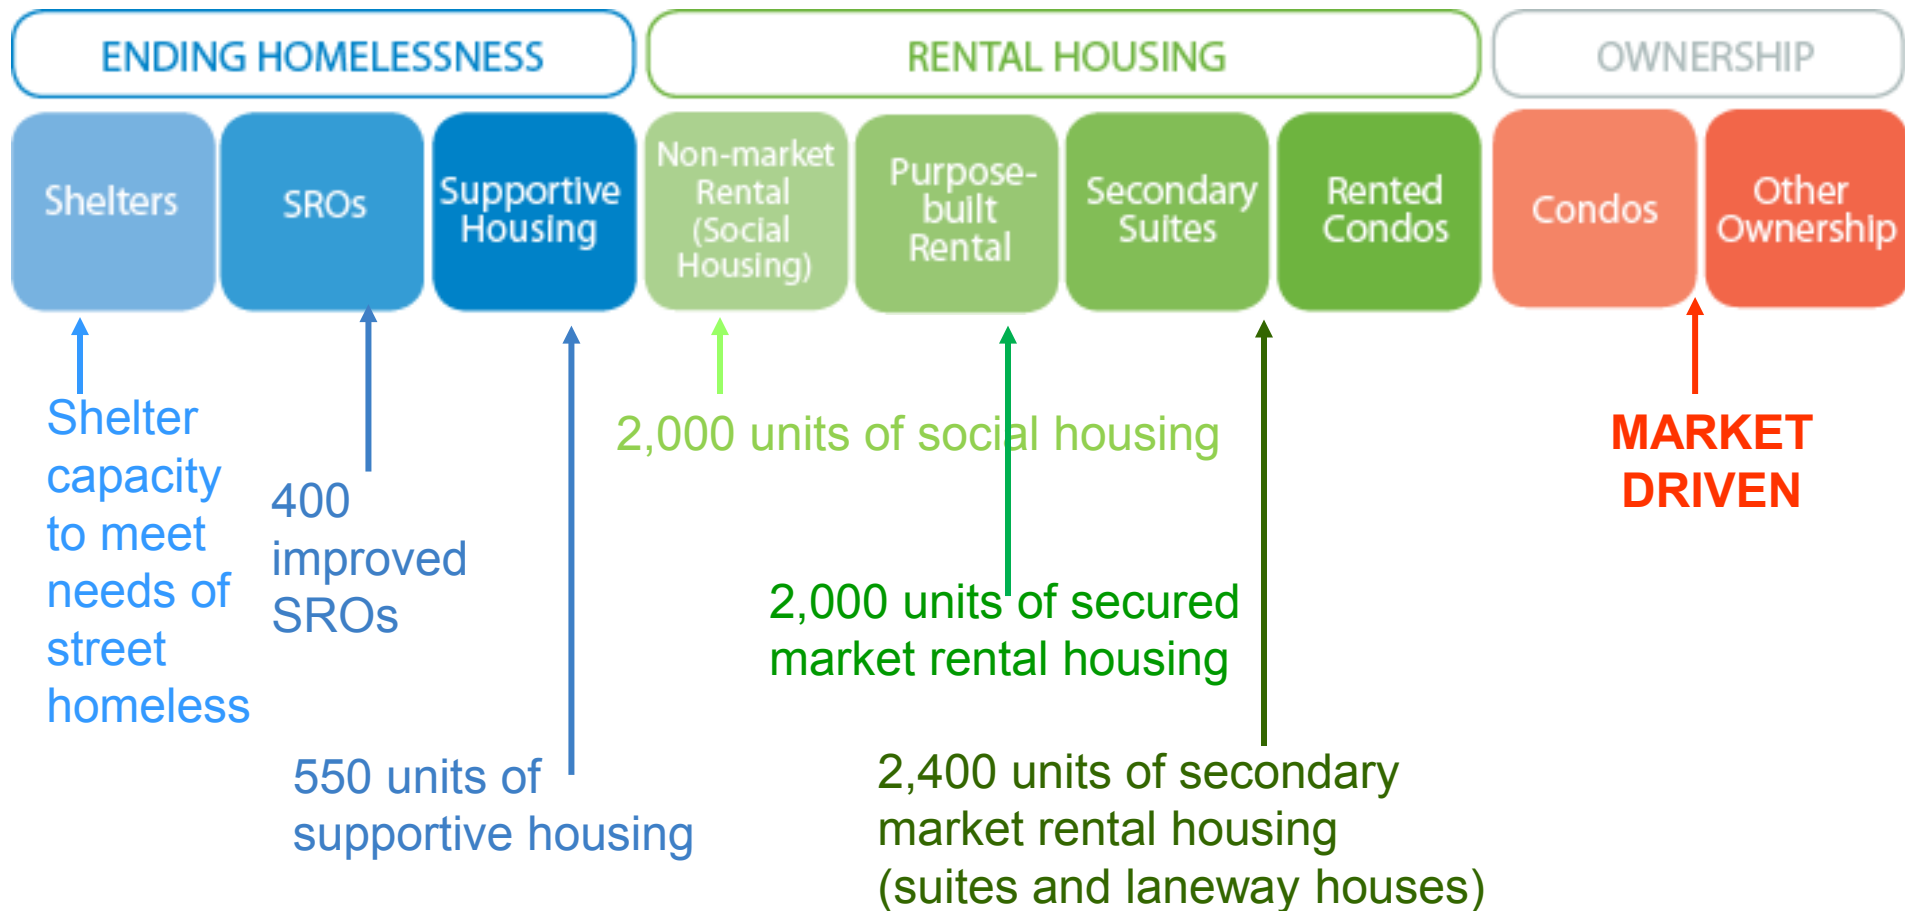 ENDING HOMELESSNESS
RENTAL HOUSING
OWNERSHIP
Shelters
SROs
Supportive
Housing
Non-market
Rental
(Social
Housing)
Purpose-
built
Rental
Secondary
Suites
Rented
Condos
Condos
Other
Ownership
Shelter
capacity
to meet
needs of
street
homeless
400
improved
SROs
550 units of
supportive housing
2,000 units of social housing
2,000 units of secured
market rental housing
2,400 units of secondary
market rental housing
(suites and laneway houses)
MARKET
DRIVEN